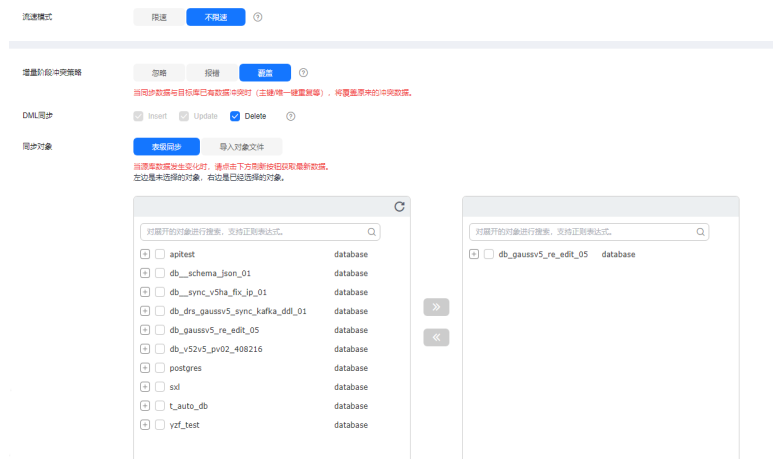 流速模式 限速 不限速
增量阶段冲突策略 忽略 报错 覆盖
当同步数据与目标库已有数据冲突时（主键/唯一键重复等），将覆盖原来的冲突数据。
DML同步 Insert Update Delete
同步对象 表级同步 导入对象文件
当源库数据发生变化时，请点击下方刷新按钮获取最新数据。
左边是未选择的对象，右边是已经选择的对象。
对展开的对象进行搜索，支持正则表达式。
apitest database
db__schema_json_01 database
db__sync_v5ha_fix_ip_01 database
db_drs_gaussv5_sync_kafka_ddl_01 database
db_gaussv5_re_edit_05 database
db_v52v5_pv02_408216 database
postgres database
sxl database
t_auto_db database
yzf_test database
对展开的对象进行搜索，支持正则表达式。
db_gaussv5_re_edit_05 database